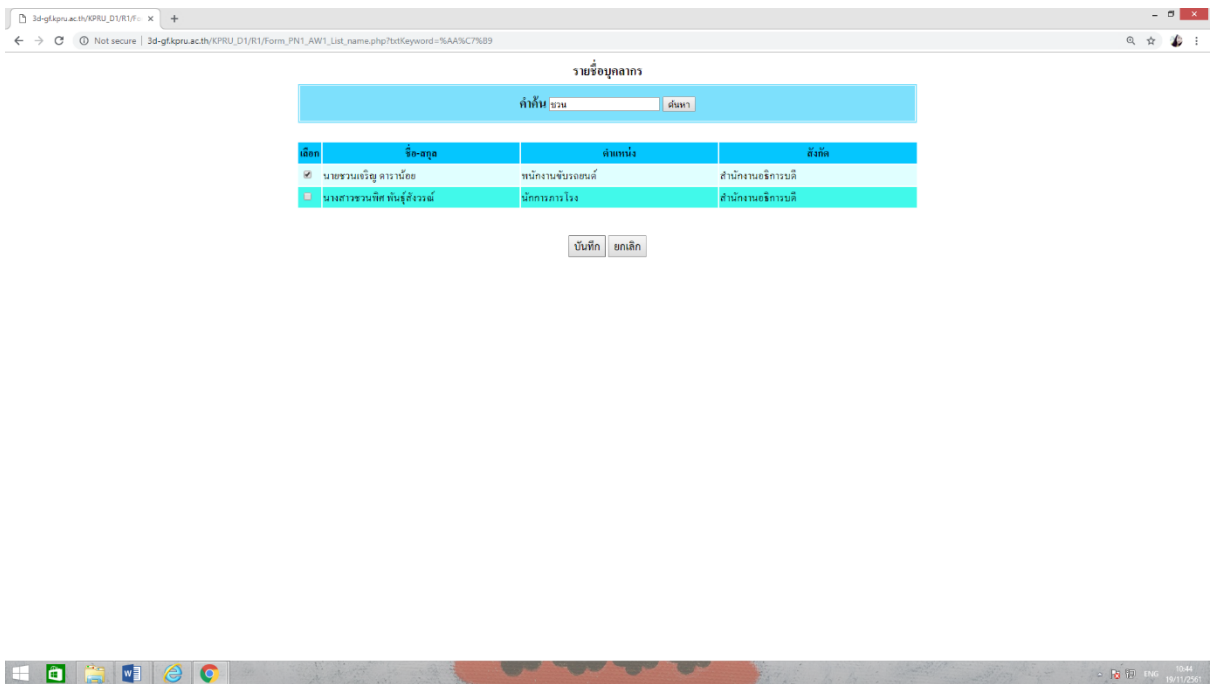 3d-gf.kpru.ac.th/KPRU_D1/R1/Fo
Not secure | 3d-gf.kpru.ac.th/KPRU_D1/R1/Form_PN1_AW1_List_name.php?txtKeyword=%AA%C7%B9
รายชื่อบุคลากร
คำค้น ชวน ค้นหา
เลือก ชื่อ-สกุล ตำแหน่ง สังกัด
นายชวนเจริญ ดาราน้อย พนักงานขับรถยนต์ สำนักงานอธิการบดี
นางสาวชวนพิศ พันธุ์สังวรณ์ นักการภารโรง สำนักงานอธิการบดี
บันทึก ยกเลิก
ENG 10:44
19/11/2561